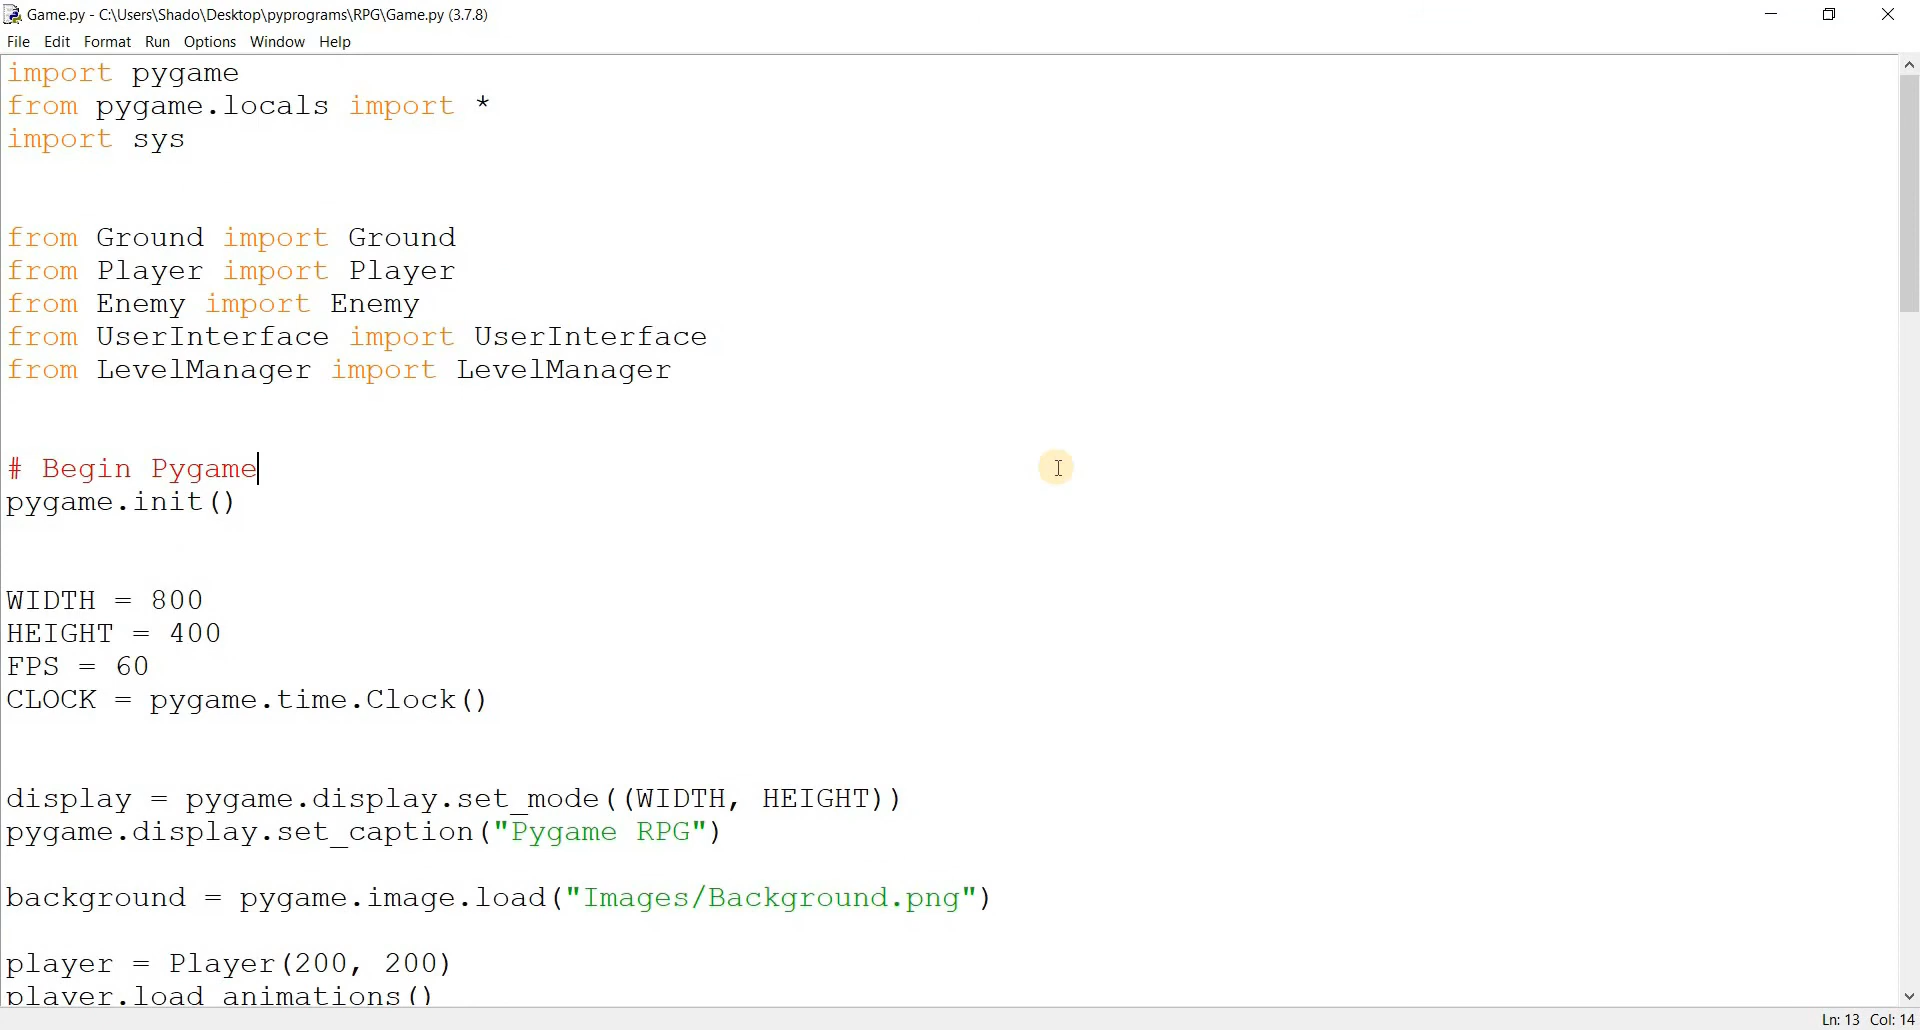 Game.py - C:\Users\Shado\Desktop\pyprograms\RPG\Game.py (3.7.8)
File Edit Format Run Options Window Help
import pygame
from pygame.locals import *
import sys
from Ground import Ground
from Player import Player
from Enemy import Enemy
from UserInterface import UserInterface
from LevelManager import LevelManager
# Begin Pygame
pygame.init()
WIDTH = 800
HEIGHT = 400
FPS = 60
CLOCK = pygame.time.Clock()
display = pygame.display.set_mode((WIDTH, HEIGHT))
pygame.display.set_caption("Pygame RPG")
background = pygame.image.load("Images/Background.png")
player = Player(200, 200)
player.load_animations()
Ln: 13 Col: 14